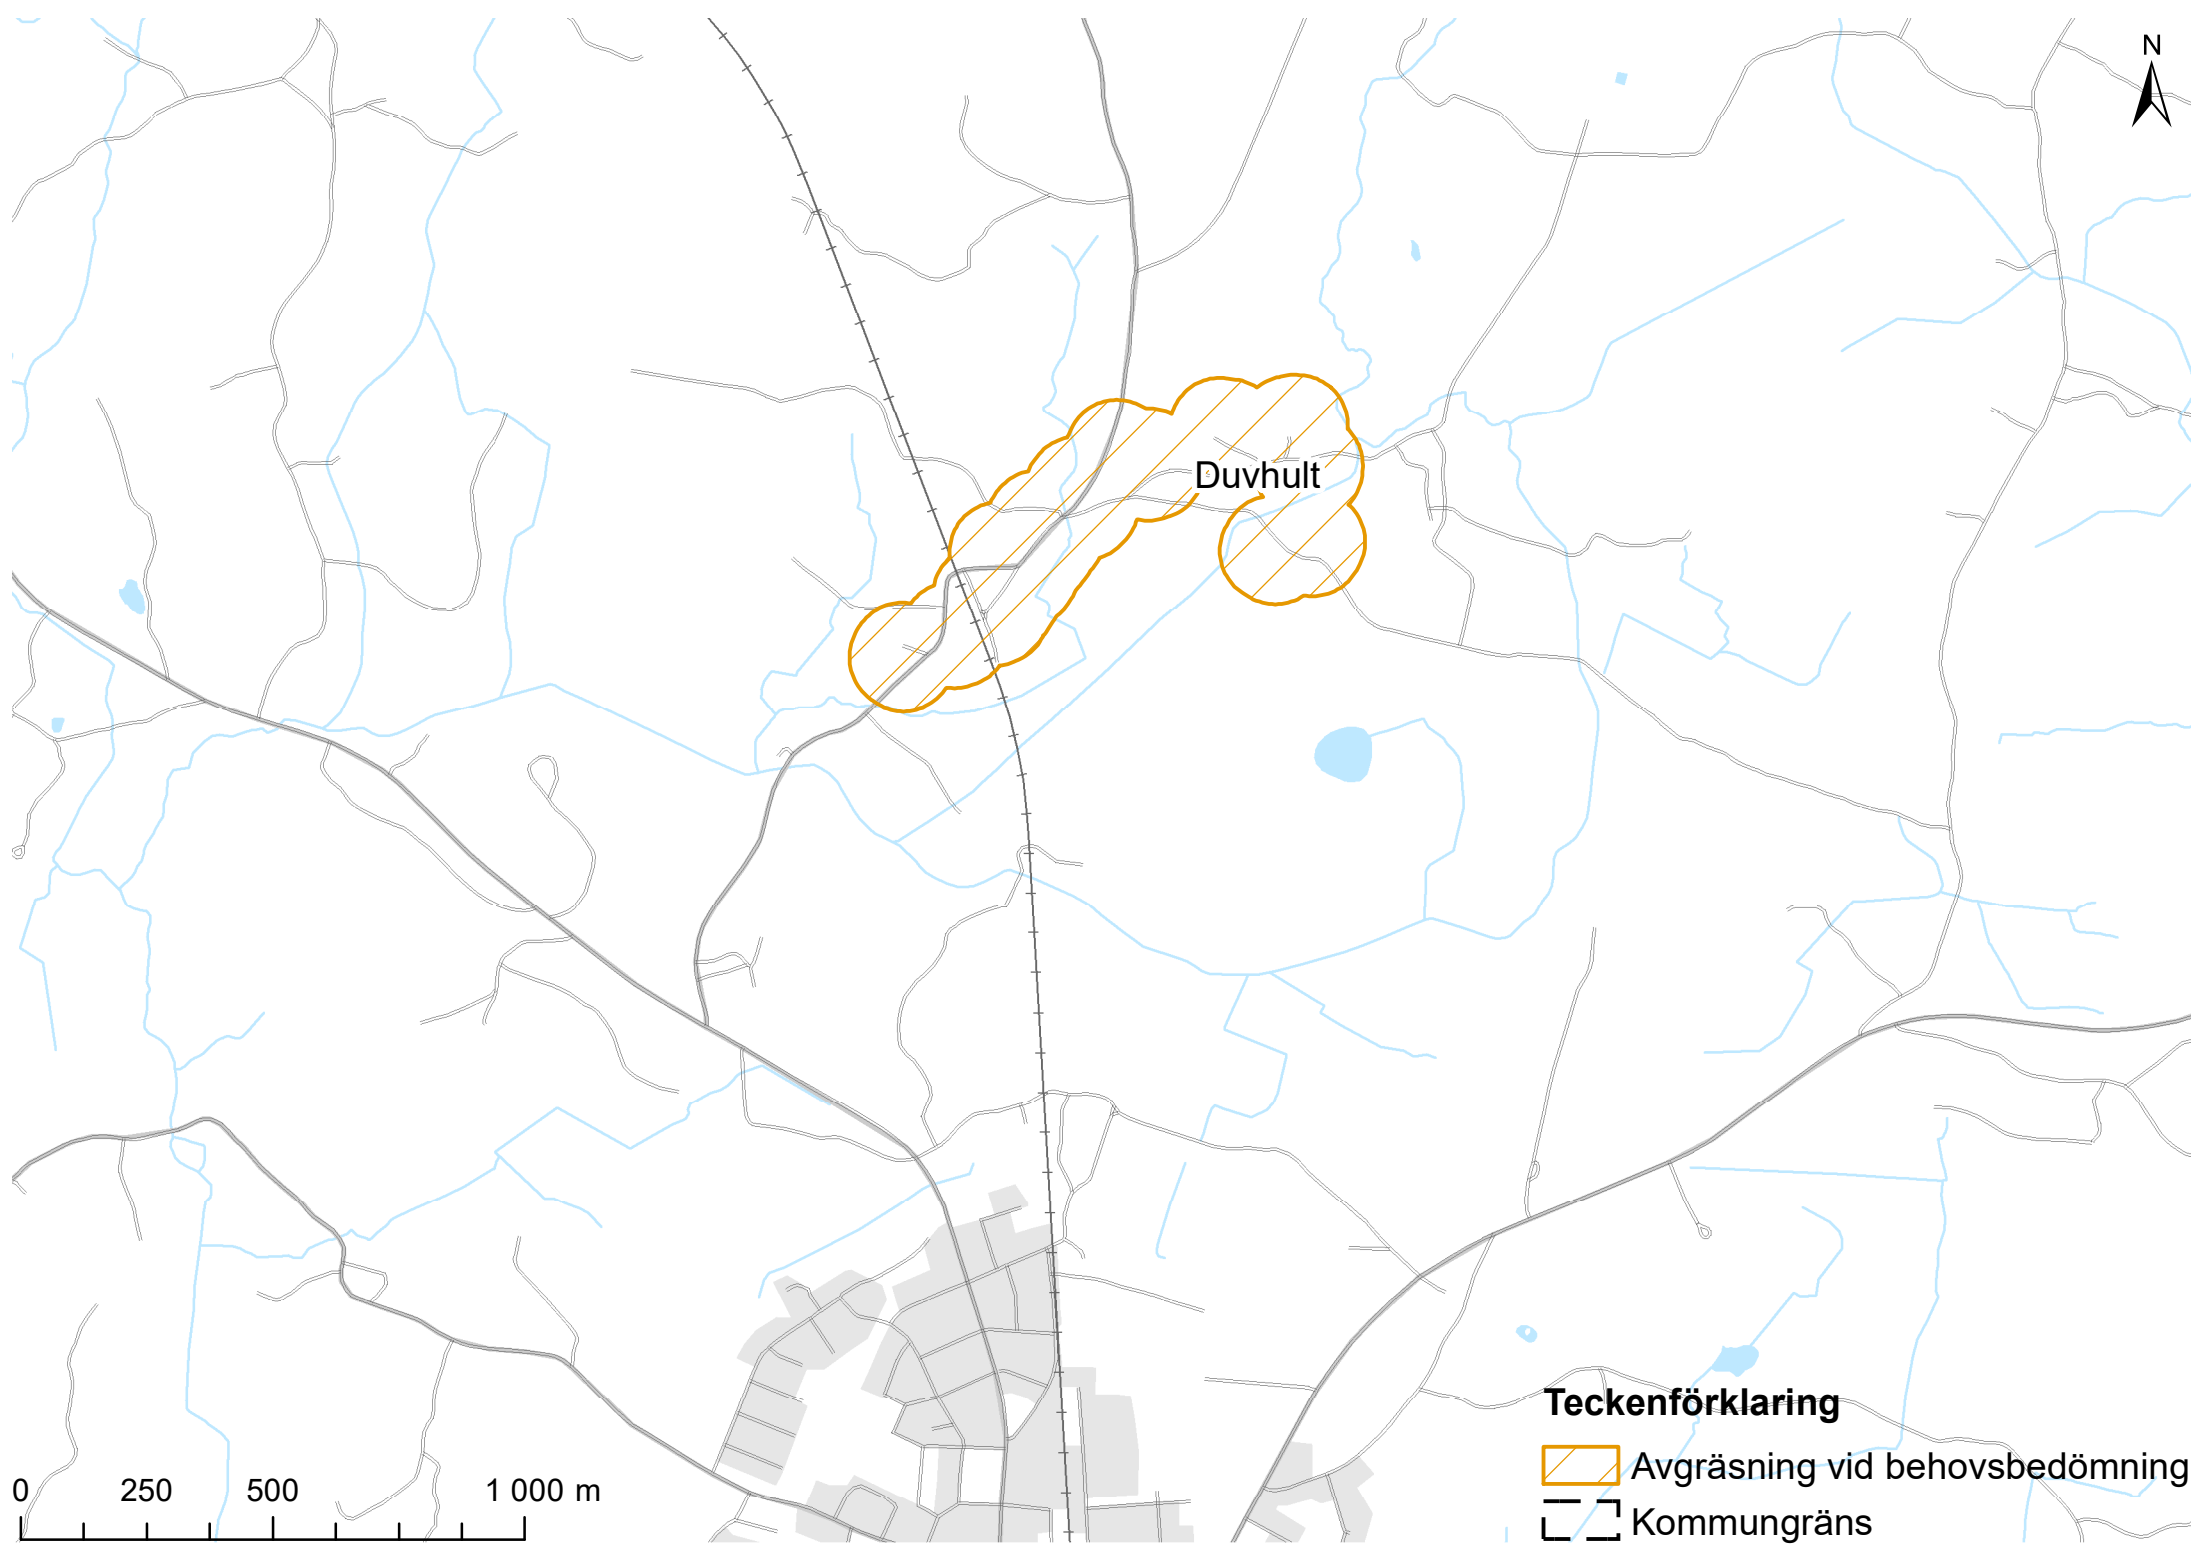 N
Duvhult
Teckenförklaring
Avgräsning vid behovsbedömning
Kommungräns
0 250 500 1 000 m